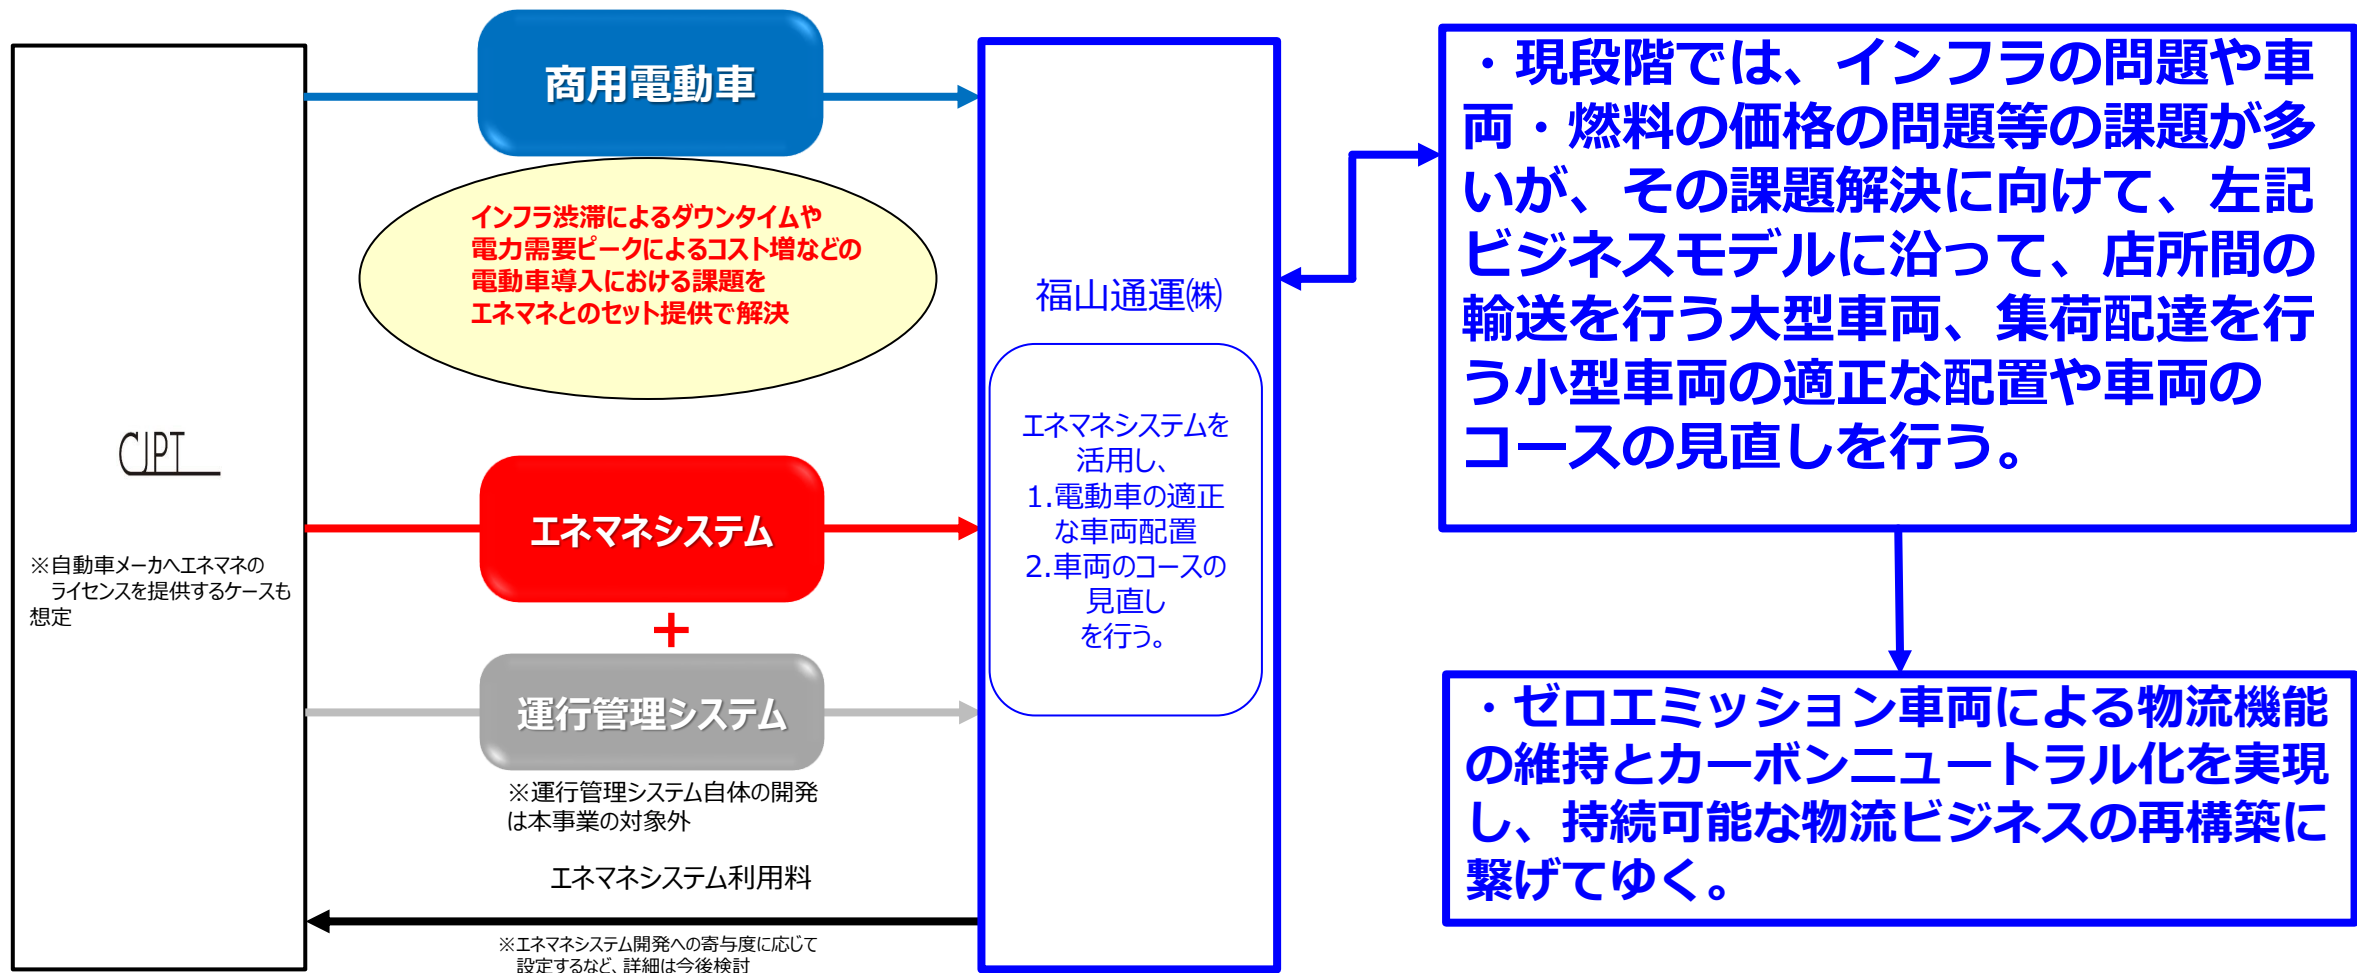 CJPT
※自動車メーカへエネマネの
ライセンスを提供するケースも
想定
商用電動車
インフラ渋滞によるダウンタイムや
電力需要ピークによるコスト増などの
電動車導入における課題を
エネマネとのセット提供で解決
エネマネシステム
+
運行管理システム
※運行管理システム自体の開発
は本事業の対象外
エネマネシステム利用料
※エネマネシステム開発への寄与度に応じて
設定するなど、詳細は今後検討
福山通運㈱
エネマネシステムを
活用し、
1.電動車の適正
な車両配置
2.車両のコースの
見直し
を行う。
・現段階では、インフラの問題や車
両・燃料の価格の問題等の課題が多
いが、その課題解決に向けて、左記
ビジネスモデルに沿って、店所間の
輸送を行う大型車両、集荷配達を行
う小型車両の適正な配置や車両の
コースの見直しを行う。
・ゼロエミッション車両による物流機能
の維持とカーボンニュートラル化を実現
し、持続可能な物流ビジネスの再構築に
繋げてゆく。